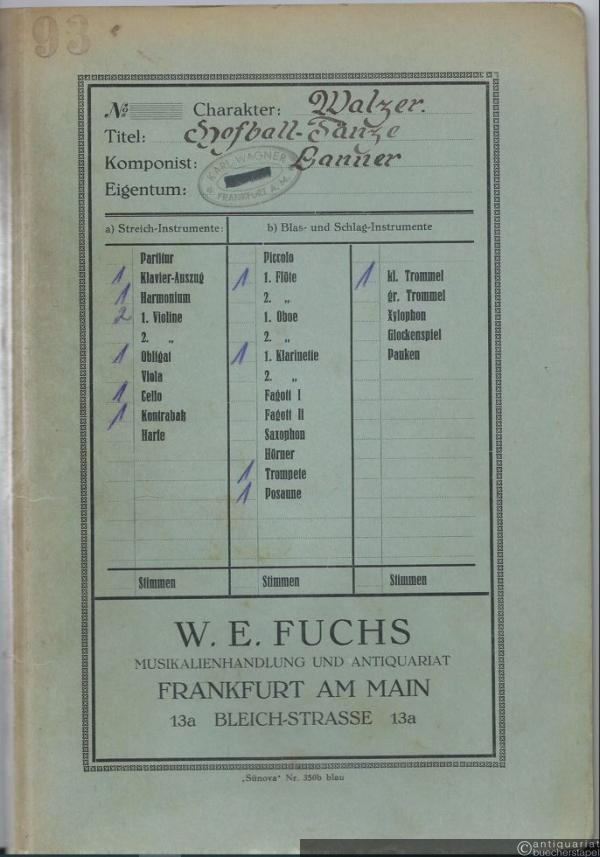 93
№ Charakter: Walzer.
Titel: Hofball-Tänze
Komponist: Lanner
Eigentum:
KARL WAGNER
FRANKFURT A. M.
a) Streich-Instrumente:
Partitur
1 Klavier-Auszug
1 Harmonium
2 1. Violine
2. „
1 Obligat
Viola
1 Cello
1 Kontrabaß
Harfe
Stimmen
b) Blas- und Schlag-Instrumente
Piccolo
1 1. Flöte
2. „
1. Oboe
2. „
1 1. Klarinette
2. „
Fagott I
Fagott II
Saxophon
Hörner
1 Trompete
1 Posaune
Stimmen
1 kl. Trommel
gr. Trommel
Xylophon
Glockenspiel
Pauken
Stimmen
W. E. FUCHS
MUSIKALIENHANDLUNG UND ANTIQUARIAT
FRANKFURT AM MAIN
13a BLEICH-STRASSE 13a
„Sünova“ Nr. 350b blau
antiquariat
buecherstapel